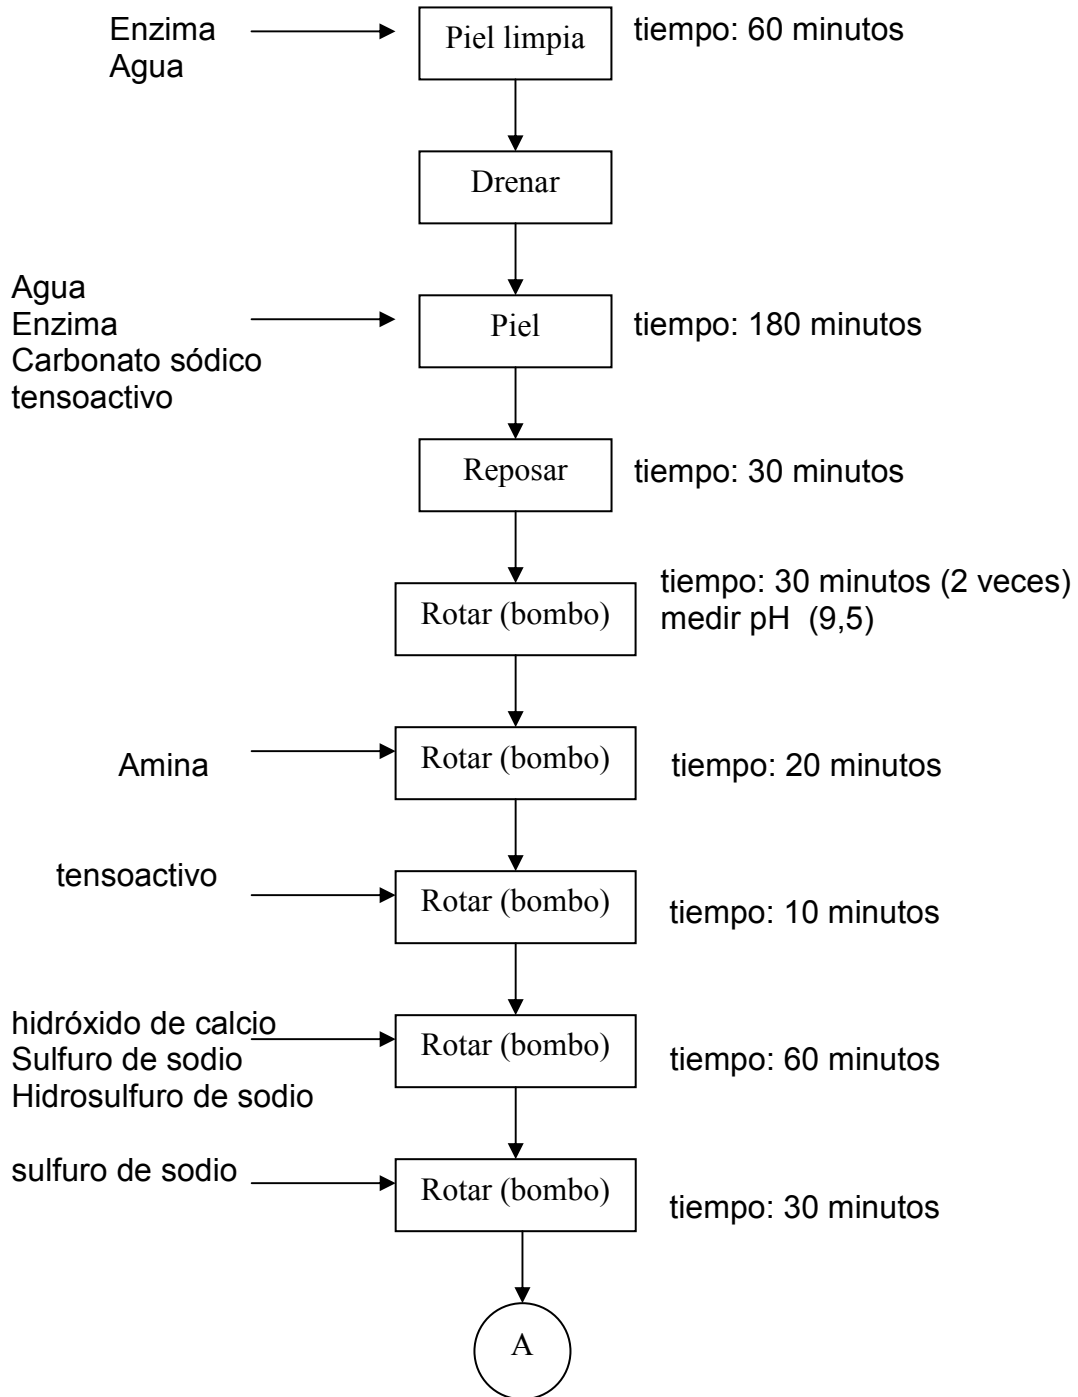 Enzima
Agua
Piel limpia
tiempo: 60 minutos
Drenar
Agua
Enzima
Carbonato sódico
tensoactivo
Piel
tiempo: 180 minutos
Reposar
tiempo: 30 minutos
Rotar (bombo)
tiempo: 30 minutos (2 veces)
medir pH (9,5)
Amina
Rotar (bombo)
tiempo: 20 minutos
tensoactivo
Rotar (bombo)
tiempo: 10 minutos
hidróxido de calcio
Sulfuro de sodio
Hidrosulfuro de sodio
Rotar (bombo)
tiempo: 60 minutos
sulfuro de sodio
Rotar (bombo)
tiempo: 30 minutos
A